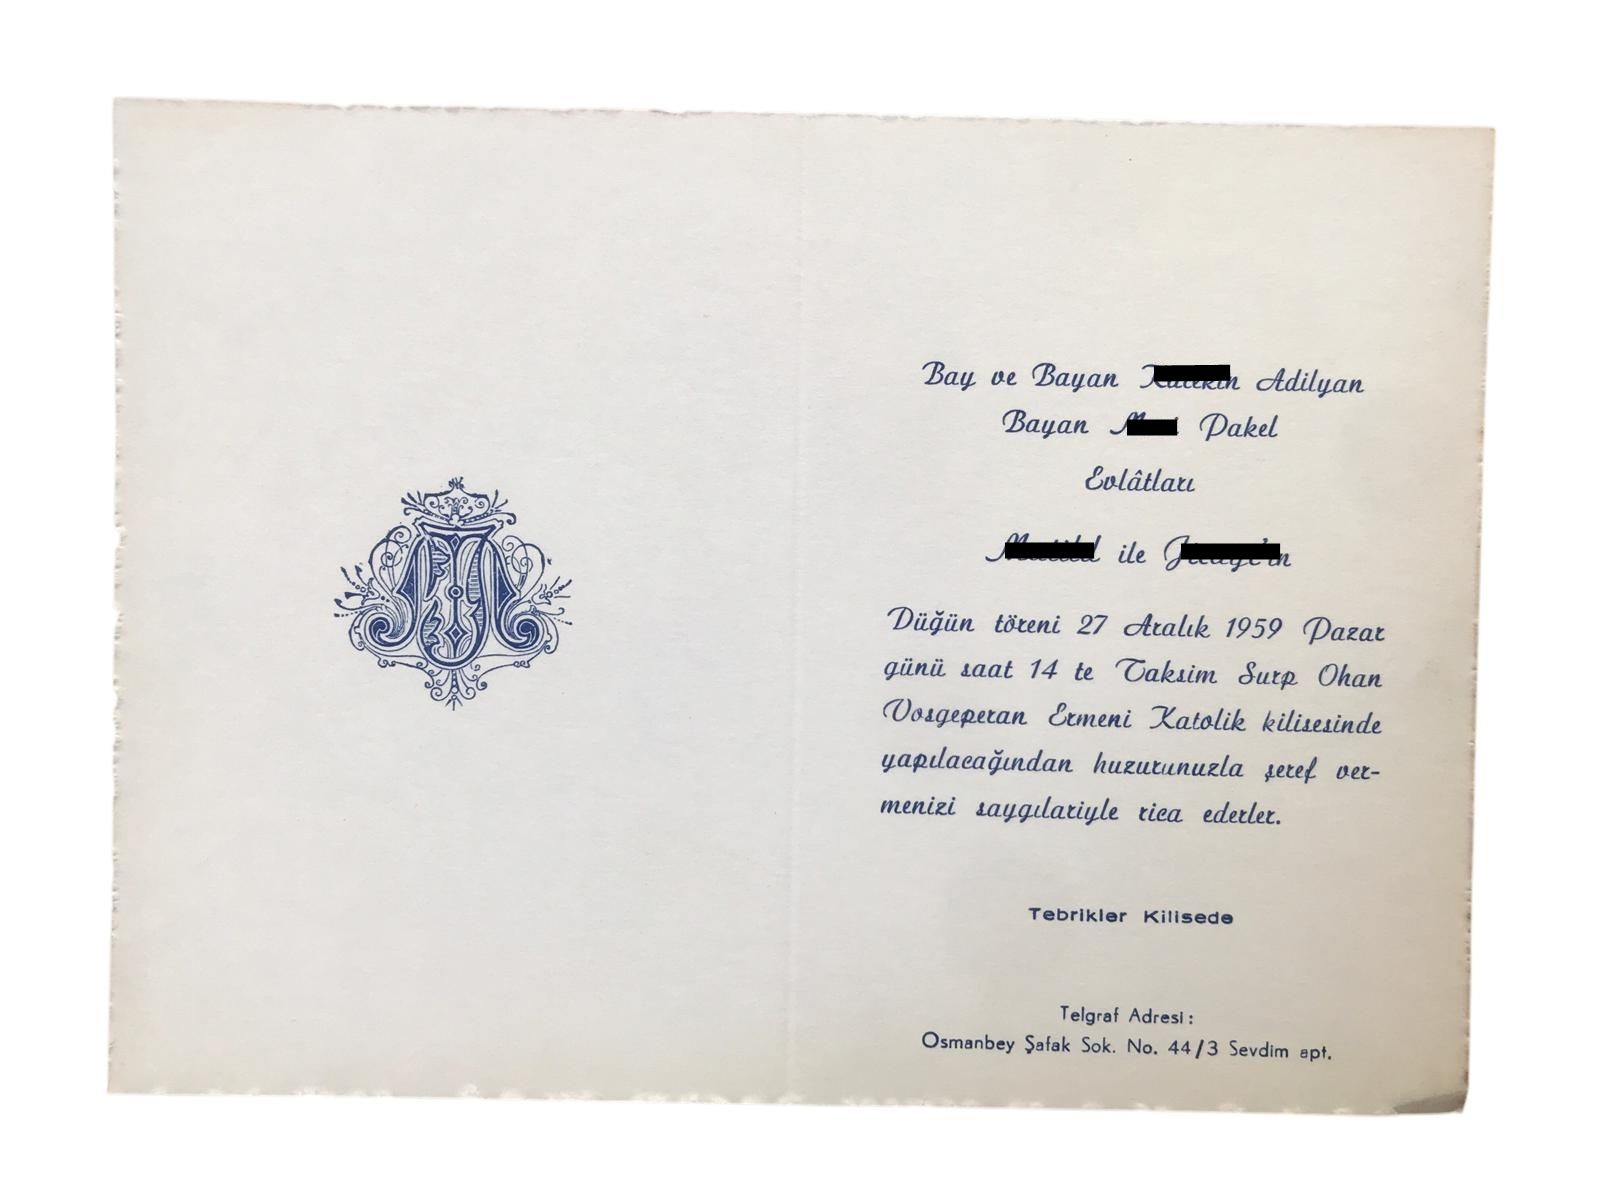 Bay ve Bayan Adilyan
Bayan Pakel
Evlâtları
ile
Düğün töreni 27 Aralık 1959 Pazar
günü saat 14 te Taksim Surp Ohan
Vosgeperan Ermeni Katolik kilisesinde
yapılacağından huzurunuzla şeref ver-
menizi saygılariyle rica ederler.
Tebrikler Kilisede
Telgraf Adresi :
Osmanbey Şafak Sok. No. 44/3 Sevdim apt.